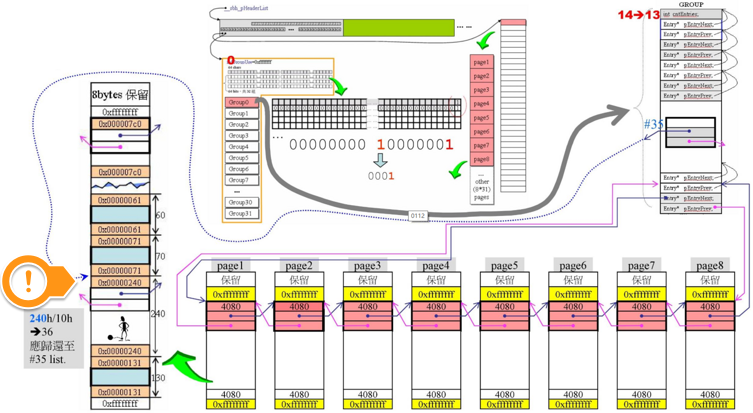 _sbh_pHeaderList
GROUP
14→13
int cntEntries;
Entry* pEntryNext;
Entry* pEntryPrev;
Entry* pEntryNext;
Entry* pEntryPrev;
Entry* pEntryNext;
Entry* pEntryPrev;
Entry* pEntryNext;
Entry* pEntryPrev;
#35
Entry* pEntryNext;
Entry* pEntryPrev;
Entry* pEntryNext;
Entry* pEntryPrev;
0
64 bits
Group0
Group1
Group2
Group3
Group4
Group5
Group6
Group7
...
Group30
Group31
...
00000000 10000001
0001
0112
page1
page2
page3
page4
page5
page6
page7
page8
....
other
(8*31)
pages
8bytes 保留
0xffffffff
0x000007c0
0x000007c0
0x00000061
60
0x00000061
0x00000071
70
0x00000071
0x00000240
240
0x00000240
0x00000131
130
0x00000131
0xffffffff
!
240h/10h
→36
應歸還至
#35 list.
page1 page2 page3 page4 page5 page6 page7 page8
保留 保留 保留 保留 保留 保留 保留 保留
0xffffffff 0xffffffff 0xffffffff 0xffffffff 0xffffffff 0xffffffff 0xffffffff 0xffffffff
4080 4080 4080 4080 4080 4080 4080 4080
4080 4080 4080 4080 4080 4080 4080 4080
0xffffffff 0xffffffff 0xffffffff 0xffffffff 0xffffffff 0xffffffff 0xffffffff 0xffffffff